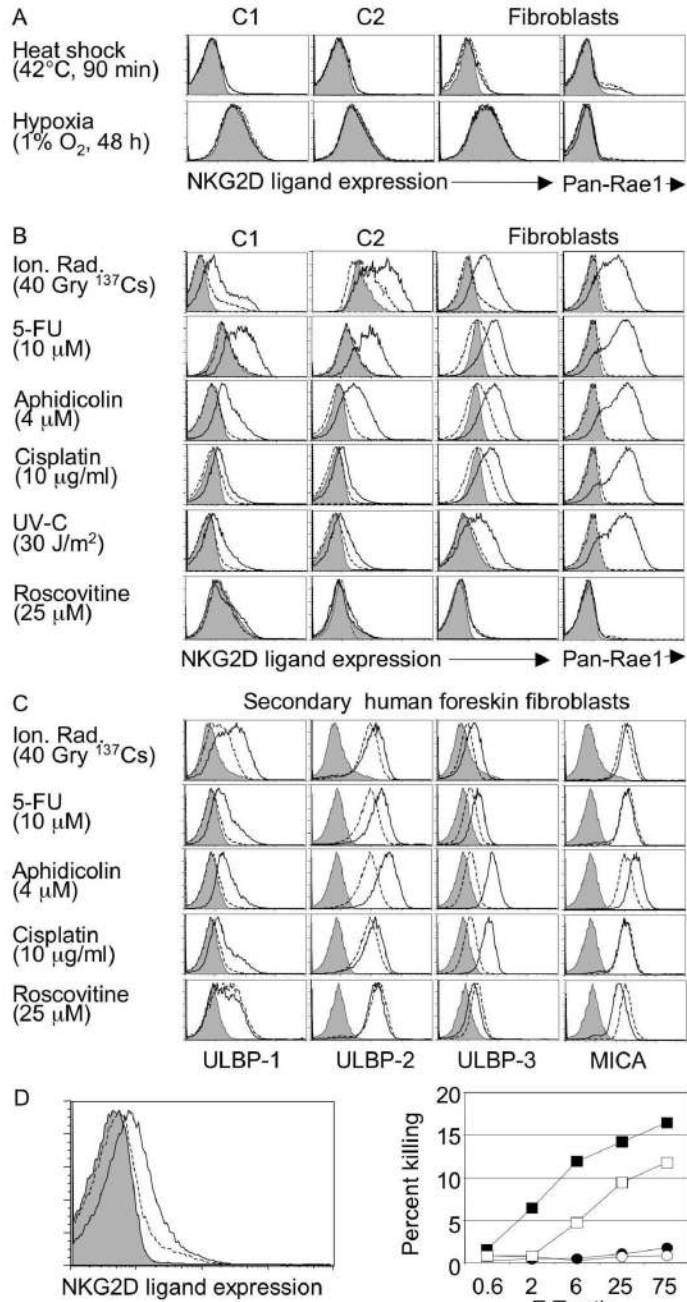 A
C1 C2 Fibroblasts
Heat shock
(42°C, 90 min)
Hypoxia
(1% O2, 48 h)
NKG2D ligand expression Pan-Rae1
B
C1 C2 Fibroblasts
Ion. Rad.
(40 Gry 137Cs)
5-FU
(10 µM)
Aphidicolin
(4 µM)
Cisplatin
(10 µg/ml)
UV-C
(30 J/m2)
Roscovitine
(25 µM)
NKG2D ligand expression Pan-Rae1
C
Secondary human foreskin fibroblasts
Ion. Rad.
(40 Gry 137Cs)
5-FU
(10 µM)
Aphidicolin
(4 µM)
Cisplatin
(10 µg/ml)
Roscovitine
(25 µM)
ULBP-1 ULBP-2 ULBP-3 MICA
D
NKG2D ligand expression
Percent killing
20
15
10
5
0
0.6 2 6 25 75